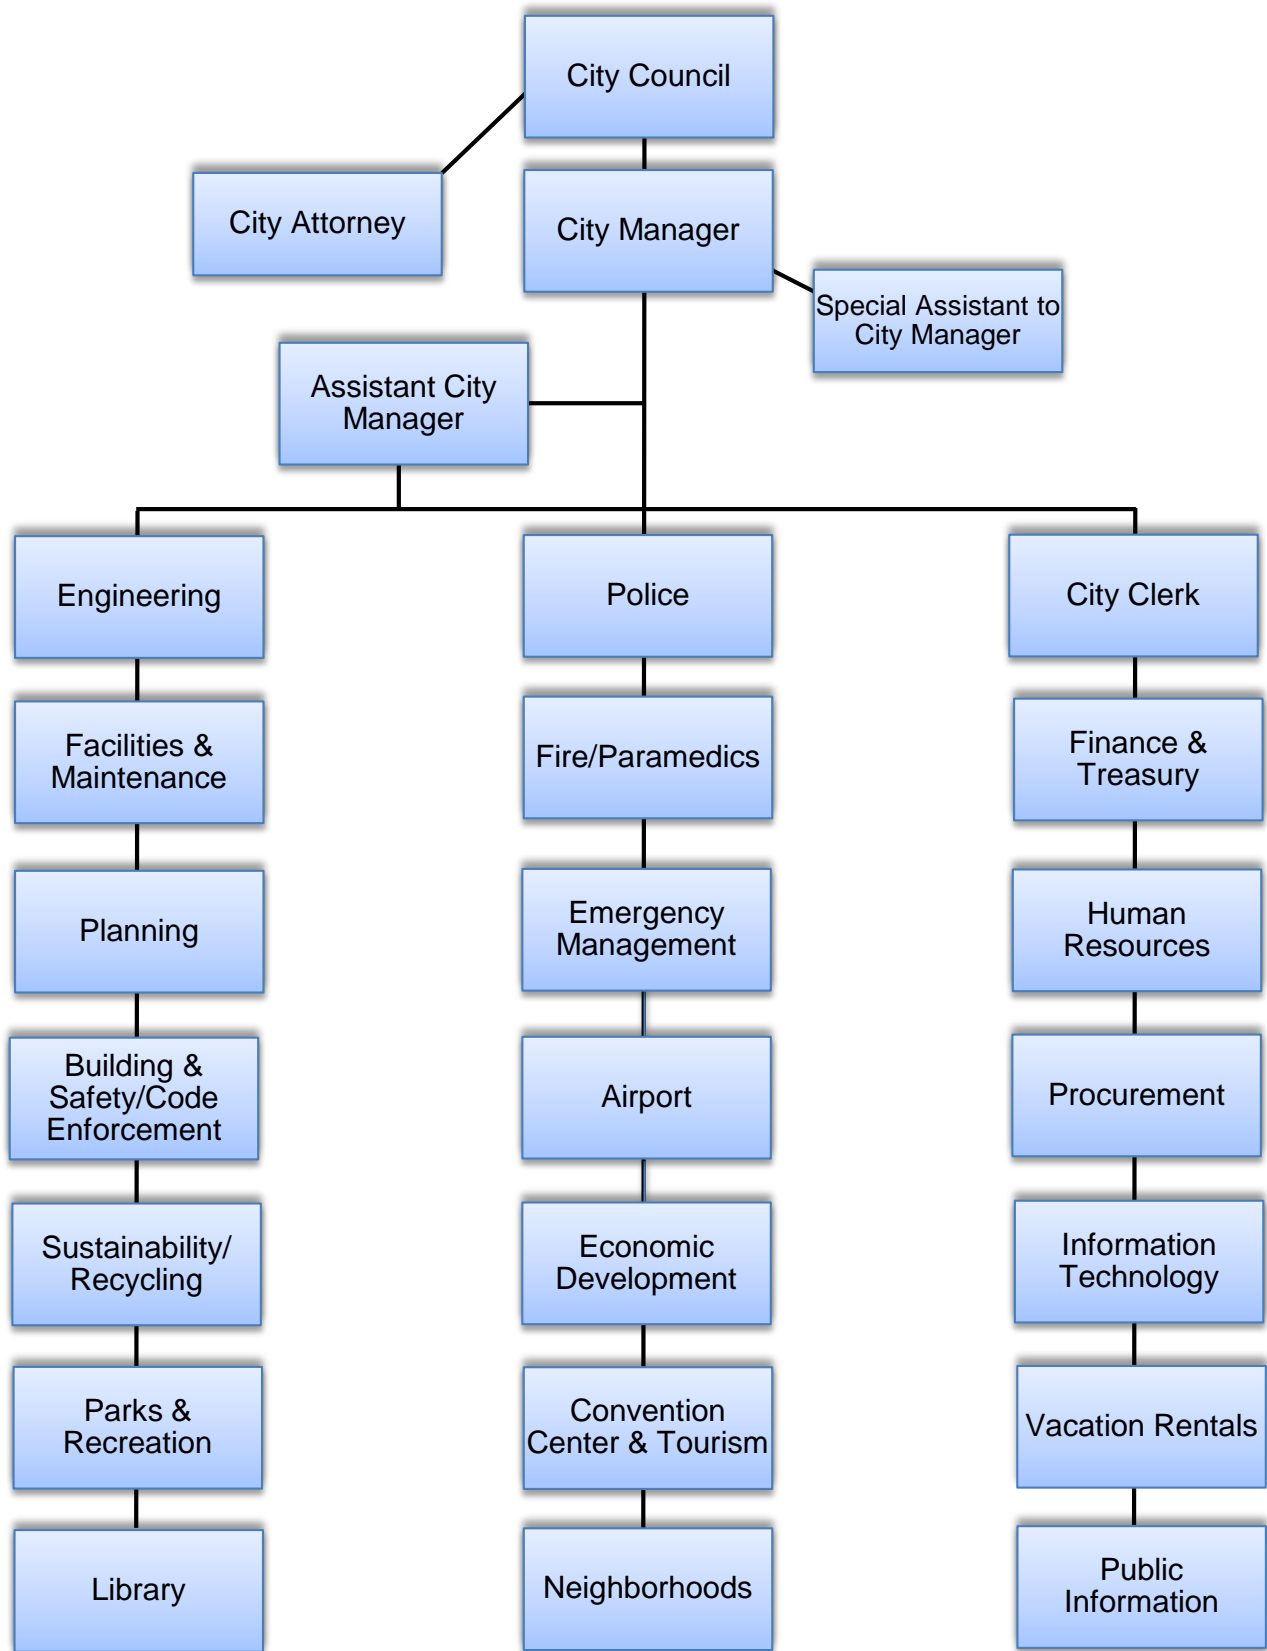 City Council
City Attorney
City Manager
Special Assistant to
City Manager
Assistant City
Manager
Engineering
Police
City Clerk
Facilities &
Maintenance
Fire/Paramedics
Finance &
Treasury
Planning
Emergency
Management
Human
Resources
Building &
Safety/Code
Enforcement
Airport
Procurement
Sustainability/
Recycling
Economic
Development
Information
Technology
Parks &
Recreation
Convention
Center & Tourism
Vacation Rentals
Library
Neighborhoods
Public
Information